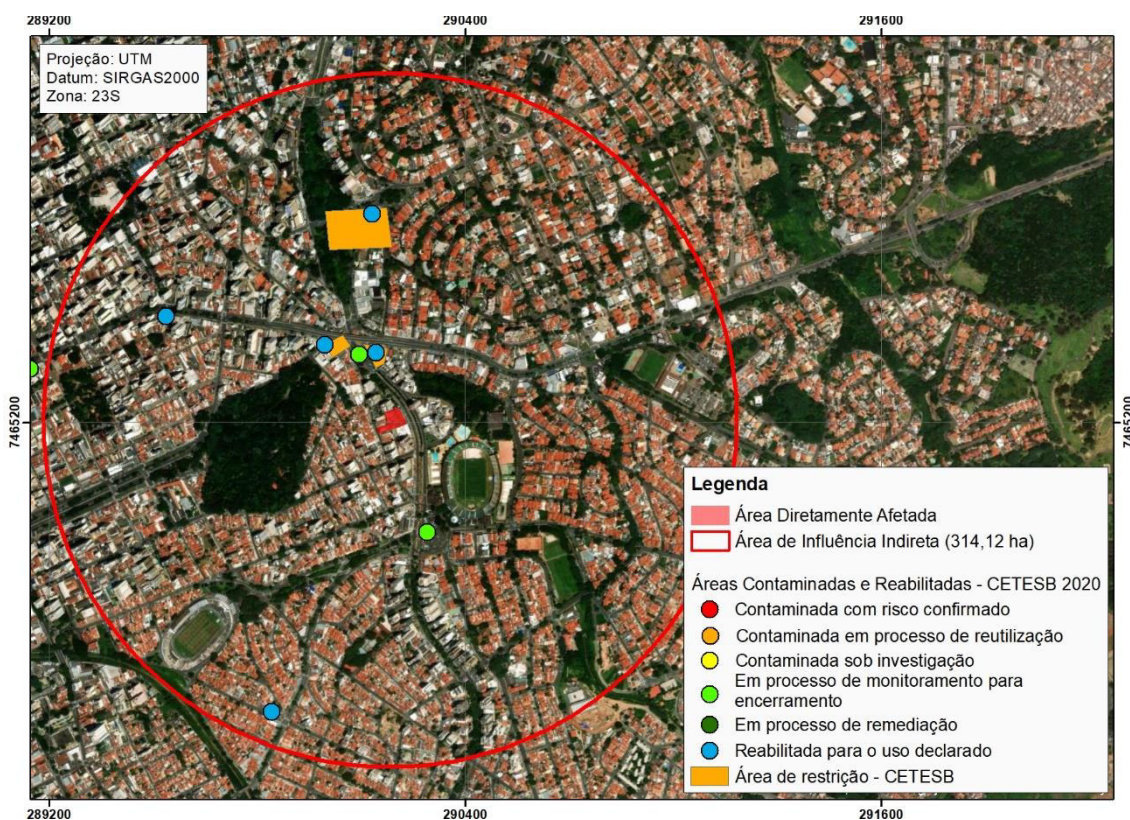 289200
290400
291600
Projeção: UTM
Datum: SIRGAS2000
Zona: 23S
7465200
7465200
Legenda
Área Diretamente Afetada
Área de Influência Indireta (314,12 ha)
Áreas Contaminadas e Reabilitadas - CETESB 2020
Contaminada com risco confirmado
Contaminada em processo de reutilização
Contaminada sob investigação
Em processo de monitoramento para
encerramento
Em processo de remediação
Reabilitada para o uso declarado
Área de restrição - CETESB
289200
290400
291600